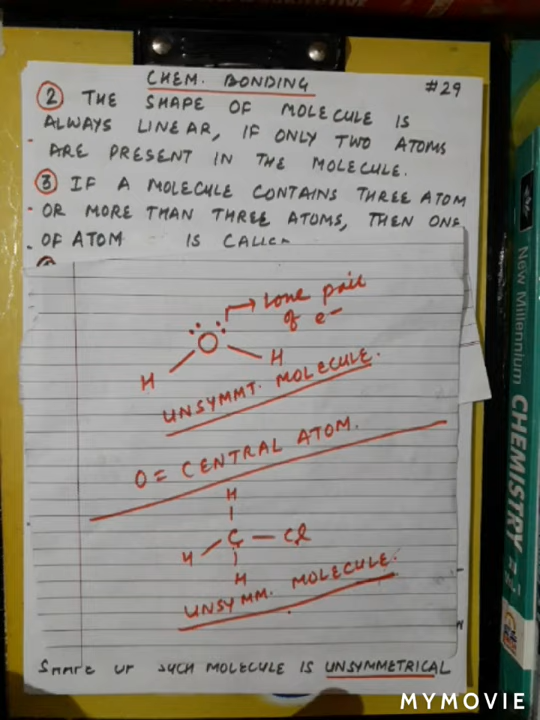 CHEM. BONDING #29
② THE SHAPE OF MOLECULE IS
ALWAYS LINEAR, IF ONLY TWO ATOMS
ARE PRESENT IN THE MOLECULE.
③ IF A MOLECULE CONTAINS THREE ATOM
OR MORE THAN THREE ATOMS, THEN ONE
OF ATOM IS CALLED
lone pair
of e-
O
H H
UNSYMMT. MOLECULE.
O = CENTRAL ATOM.
H
H C Cl
H
UNSYMM. MOLECULE.
SUCH MOLECULE IS UNSYMMETRICAL
New Millennium CHEMISTRY
MYMOVIE